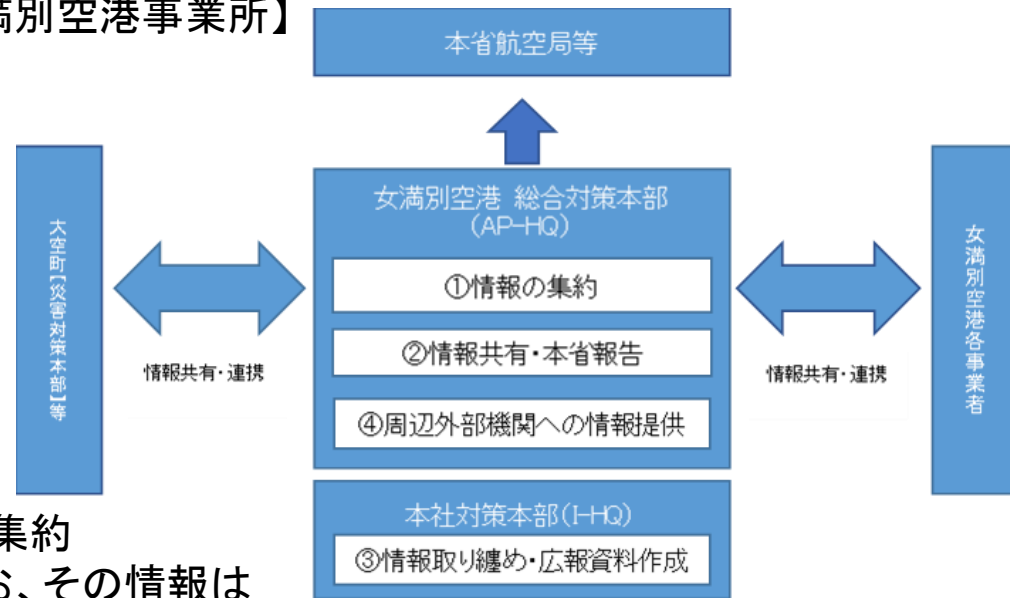 満別空港事業所】
本省航空局等
女満別空港 総合対策本部
(AP-HQ)
①情報の集約
②情報共有・本省報告
④周辺外部機関への情報提供
大空町【災害対策本部】等
情報共有・連携
情報共有・連携
女満別空港各事業者
本社対策本部(I-HQ)
③情報取り纏め・広報資料作成
集約
、その情報は